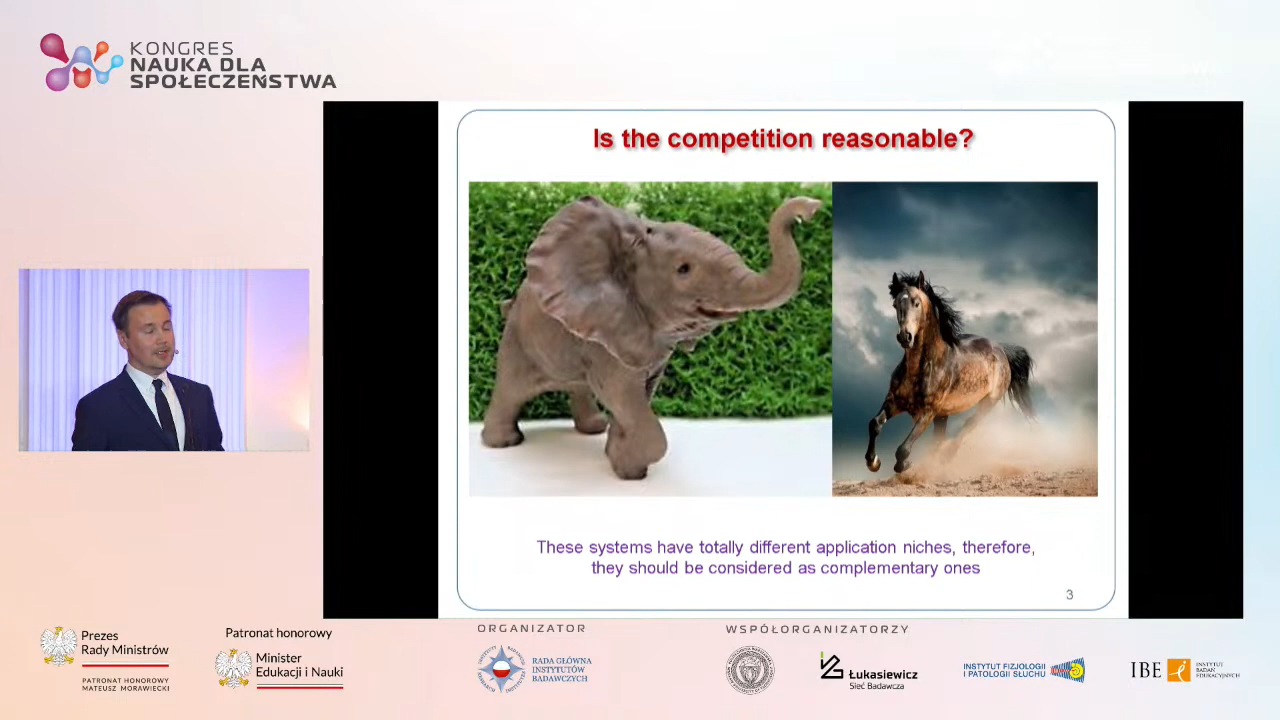 KONGRES
NAUKA DLA
SPOŁECZEŃSTWA
Is the competition reasonable?
These systems have totally different application niches, therefore,
they should be considered as complementary ones
3
Prezes
Rady Ministrów
PATRONAT HONOROWY
MATEUSZ MORAWIECKI
Patronat honorowy
Minister
Edukacji i Nauki
ORGANIZATOR
RADA GŁÓWNA
INSTYTUTÓW
BADAWCZYCH
WSPÓŁORGANIZATORZY
Łukasiewicz
Sieć Badawcza
INSTYTUT FIZJOLOGII
I PATOLOGII SŁUCHU
IBE
INSTYTUT
BADAŃ
EDUKACYJNYCH